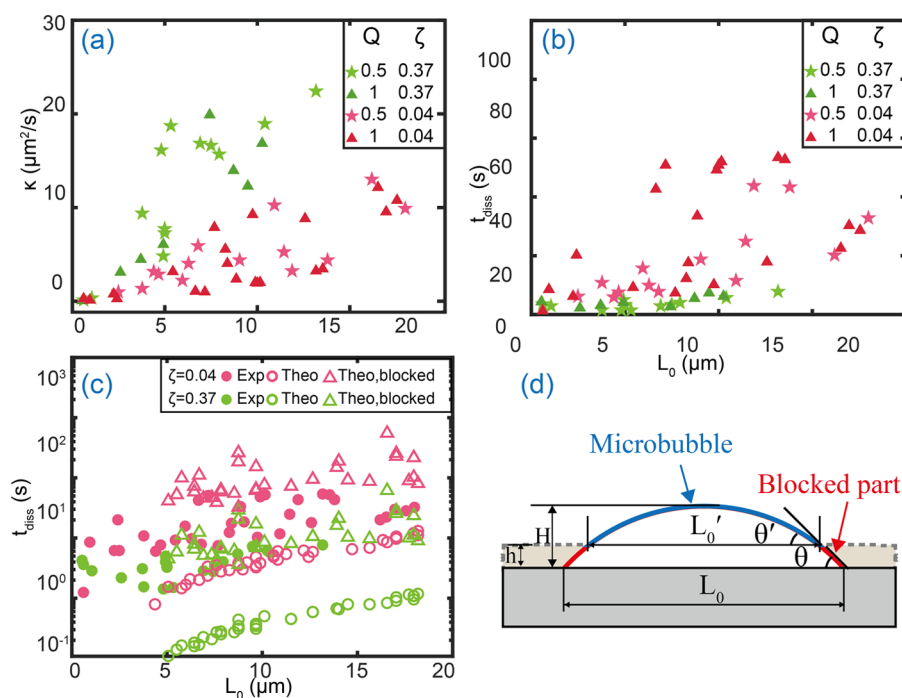 (a)
Q ζ
0.5 0.37
1 0.37
0.5 0.04
1 0.04
30
20
10
0
κ (μm²/s)
0 5 10 15 20
(b)
Q ζ
0.5 0.37
1 0.37
0.5 0.04
1 0.04
100
80
60
40
20
0
t_diss (s)
0 5 10 15 20
L₀ (μm)
(c)
ζ=0.04 Exp Theo Theo,blocked
ζ=0.37 Exp Theo Theo,blocked
10³
10²
10¹
10⁰
10⁻¹
t_diss (s)
0 5 10 15 20
L₀ (μm)
(d)
Microbubble
Blocked part
H
h
L₀′
θ′
θ
L₀